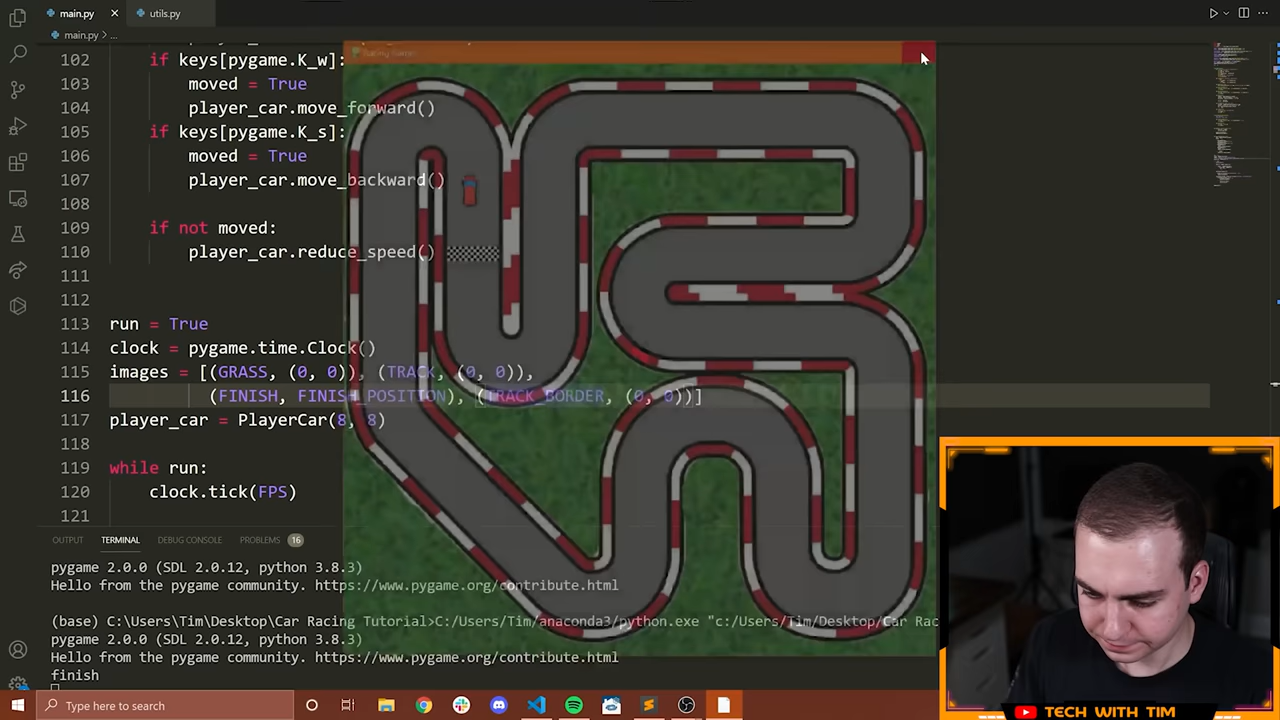 main.py
utils.py
main.py > ...
102 if keys[pygame.K_w]:
103 moved = True
104 player_car.move_forward()
105 if keys[pygame.K_s]:
106 moved = True
107 player_car.move_backward()
108
109 if not moved:
110 player_car.reduce_speed()
111
112
113 run = True
114 clock = pygame.time.Clock()
115 images = [(GRASS, (0, 0)), (TRACK, (0, 0)),
116 (FINISH, FINISH_POSITION), (TRACK_BORDER, (0, 0))]
117 player_car = PlayerCar(8, 8)
118
119 while run:
120 clock.tick(FPS)
121
OUTPUT TERMINAL DEBUG CONSOLE PROBLEMS 16
pygame 2.0.0 (SDL 2.0.12, python 3.8.3)
Hello from the pygame community. https://www.pygame.org/contribute.html
(base) C:\Users\Tim\Desktop\Car Racing Tutorial>C:/Users/Tim/anaconda3/python.exe "c:/Users/Tim/Desktop/Car Rac
pygame 2.0.0 (SDL 2.0.12, python 3.8.3)
Hello from the pygame community. https://www.pygame.org/contribute.html
finish
Type here to search
TECH WITH TIM